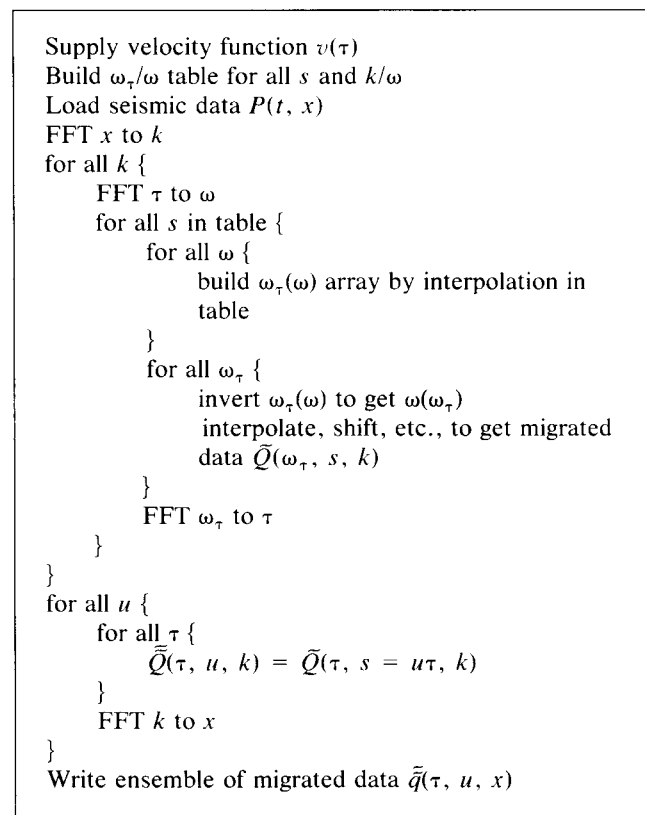 Supply velocity function v(τ)
Build ω_τ/ω table for all s and k/ω
Load seismic data P(t, x)
FFT x to k
for all k {
FFT τ to ω
for all s in table {
for all ω {
build ω_τ(ω) array by interpolation in
table
}
for all ω_τ {
invert ω_τ(ω) to get ω(ω_τ)
interpolate, shift, etc., to get migrated
data Q̃(ω_τ, s, k)
}
FFT ω_τ to τ
}
}
for all u {
for all τ {
Q̃̄(τ, u, k) = Q̃(τ, s = uτ, k)
}
FFT k to x
}
Write ensemble of migrated data q̃̄(τ, u, x)